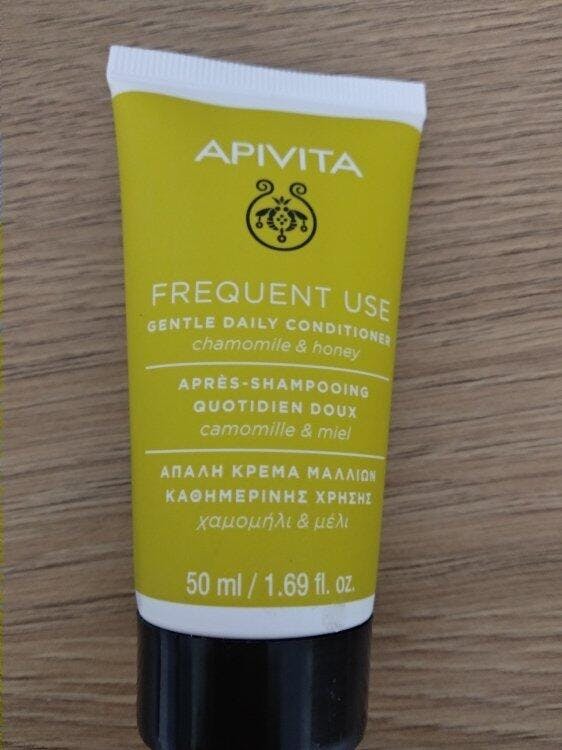 APIVITA
FREQUENT USE
GENTLE DAILY CONDITIONER
chamomile & honey
APRÈS-SHAMPOOING
QUOTIDIEN DOUX
camomille & miel
ΑΠΑΛΗ ΚΡΕΜΑ ΜΑΛΛΙΩΝ
ΚΑΘΗΜΕΡΙΝΗΣ ΧΡΗΣΗΣ
χαμομήλι & μέλι
50 ml / 1.69 fl. oz.